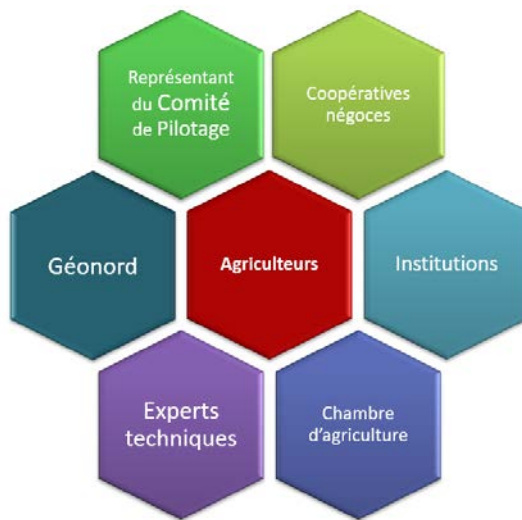 Représentant
du Comité
de Pilotage
Coopératives
négoces
Géonord
Agriculteurs
Institutions
Experts
techniques
Chambre
d'agriculture